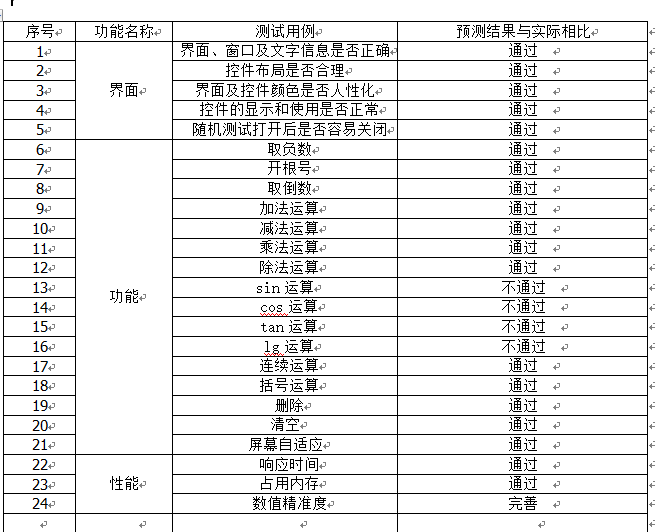 序号 功能名称 测试用例 预测结果与实际相比
1 界面、窗口及文字信息是否正确 通过
2 控件布局是否合理 通过
3 界面 界面及控件颜色是否人性化 通过
4 控件的显示和使用是否正常 通过
5 随机测试打开后是否容易关闭 通过
6 取负数 通过
7 开根号 通过
8 取倒数 通过
9 加法运算 通过
10 减法运算 通过
11 乘法运算 通过
12 除法运算 通过
13 功能 sin 运算 不通过
14 cos 运算 不通过
15 tan 运算 不通过
16 lg 运算 不通过
17 连续运算 通过
18 括号运算 通过
19 删除 通过
20 清空 通过
21 屏幕自适应 通过
22 响应时间 通过
23 性能 占用内存 通过
24 数值精准度 完善